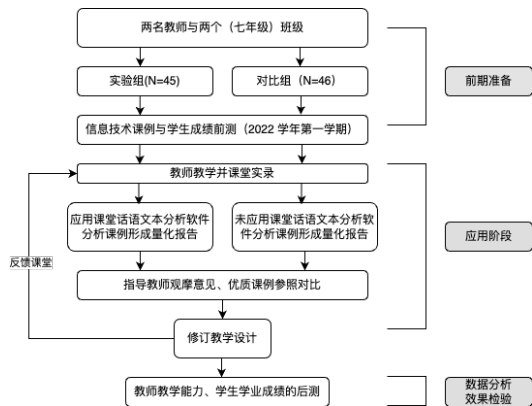 两名教师与两个（七年级）班级
实验组(N=45)
对比组（N=46）
前期准备
信息技术课例与学生成绩前测（2022 学年第一学期）
教师教学并课堂实录
应用课堂话语文本分析软件
分析课例形成量化报告
未应用课堂话语文本分析软
件分析课例形成量化报告
应用阶段
反馈课堂
指导教师观摩意见、优质课例参照对比
修订教学设计
教师教学能力、学生学业成绩的后测
数据分析
效果检验